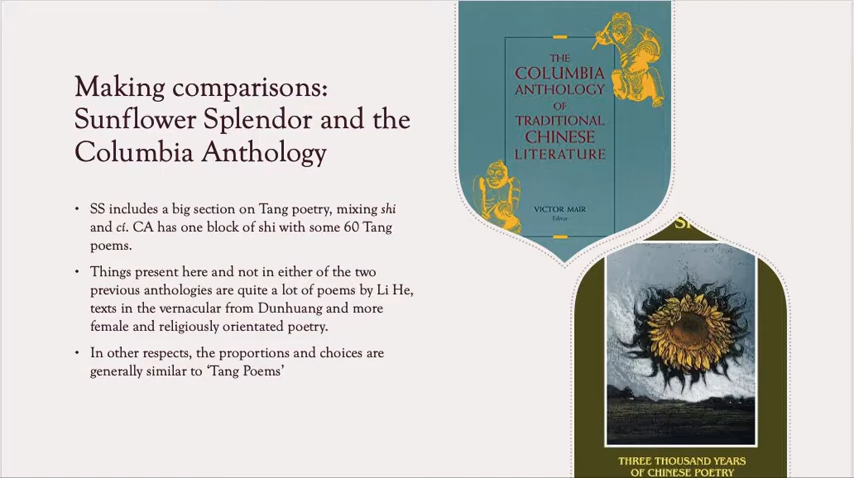 Making comparisons:
Sunflower Splendor and the
Columbia Anthology
• SS includes a big section on Tang poetry, mixing shi
and cí. CA has one block of shi with some 60 Tang
poems.
• Things present here and not in either of the two
previous anthologies are quite a lot of poems by Li He,
texts in the vernacular from Dunhuang and more
female and religiously orientated poetry.
• In other respects, the proportions and choices are
generally similar to ‘Tang Poems’
THE
COLUMBIA
ANTHOLOGY
OF
TRADITIONAL
CHINESE
LITERATURE
VICTOR MAIR
Editor
THREE THOUSAND YEARS
OF CHINESE POETRY